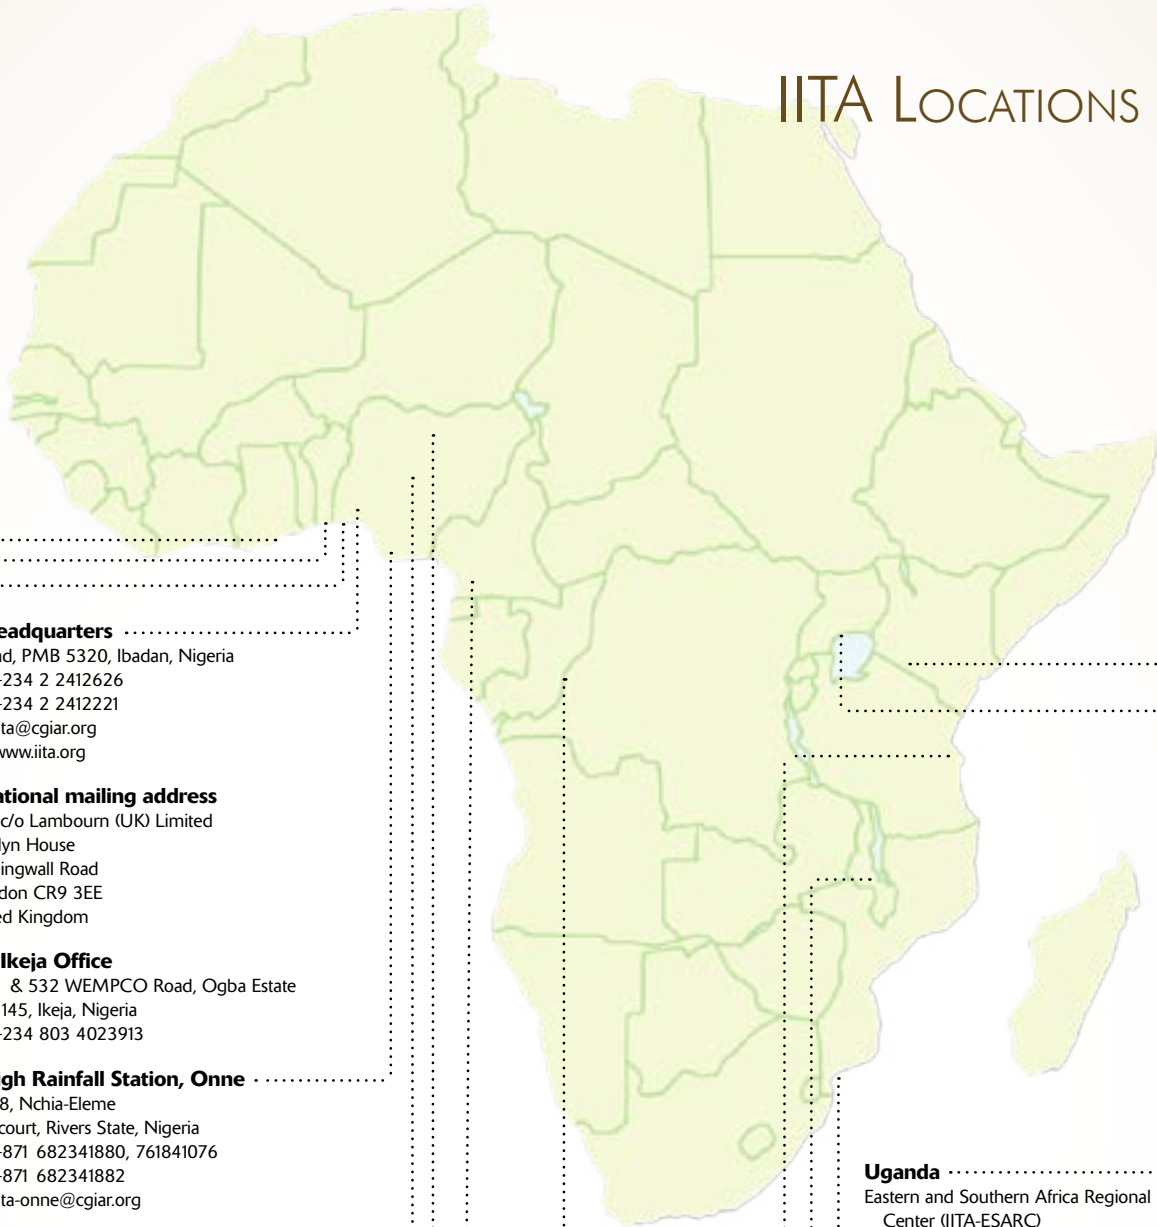 IITA LOCATIONS
eadquarters
d, PMB 5320, Ibadan, Nigeria
-234 2 2412626
-234 2 2412221
ta@cgiar.org
www.iita.org
ational mailing address
c/o Lambourn (UK) Limited
lyn House
ingwall Road
don CR9 3EE
ed Kingdom
Ikeja Office
& 532 WEMPCO Road, Ogba Estate
145, Ikeja, Nigeria
-234 803 4023913
igh Rainfall Station, Onne
8, Nchia-Eleme
court, Rivers State, Nigeria
-871 682341880, 761841076
-871 682341882
ta-onne@cgiar.org
Uganda
Eastern and Southern Africa Regional
Center (IITA-ESARC)